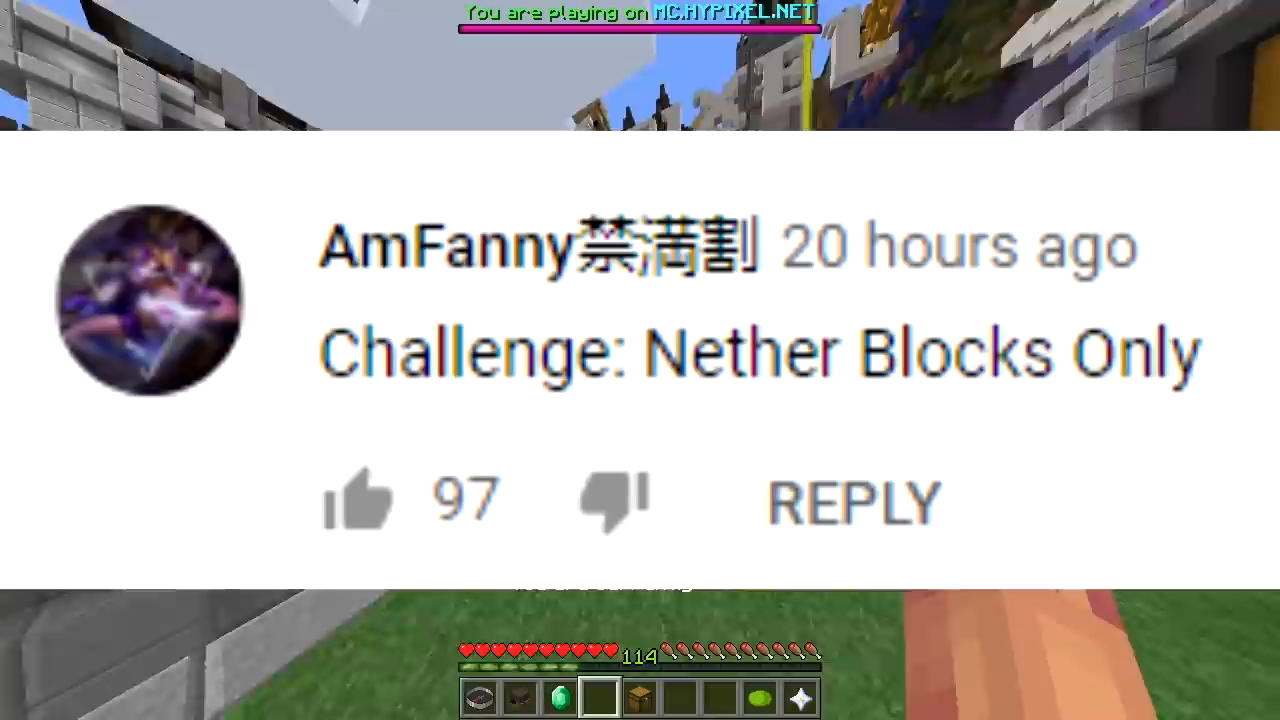 You are playing on MC.HYPIXEL.NET
AmFanny禁満割 20 hours ago
Challenge: Nether Blocks Only
97 REPLY
114